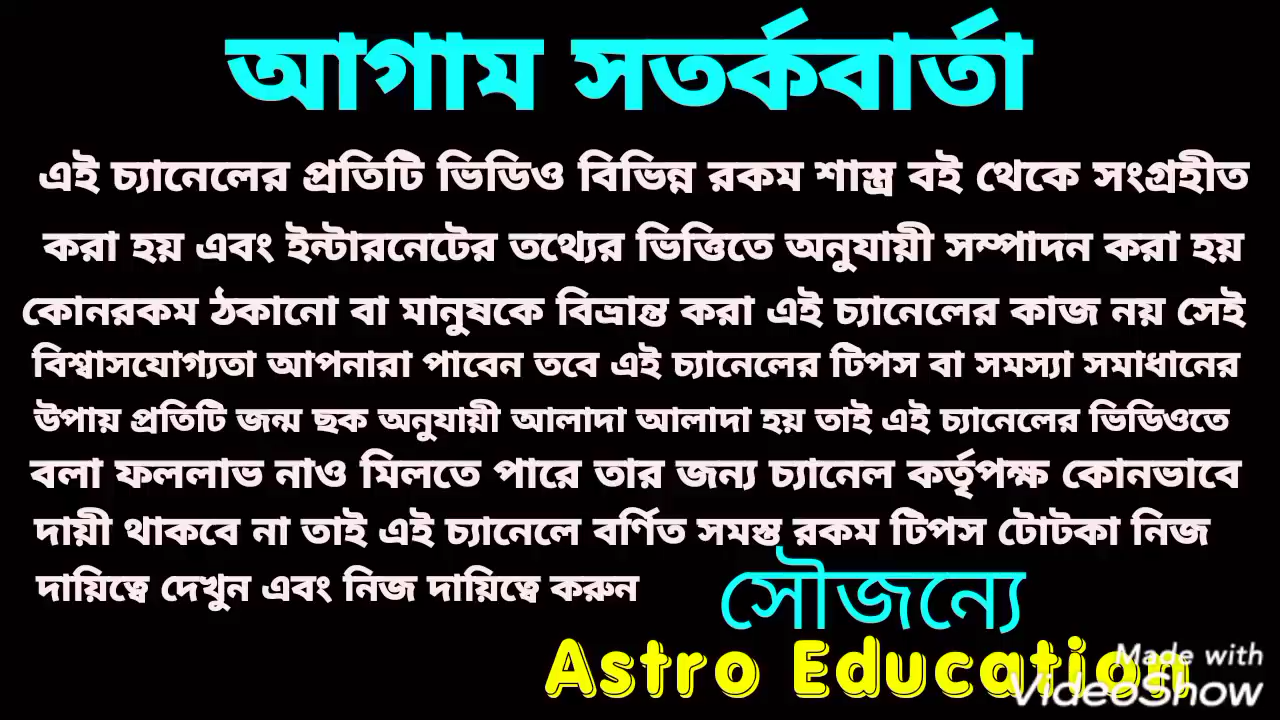 আগাম সতর্কবার্তা
এই চ্যানেলের প্রতিটি ভিডিও বিভিন্ন রকম শাস্ত্র বই থেকে সংগ্রহীত
করা হয় এবং ইন্টারনেটের তথ্যের ভিত্তিতে অনুযায়ী সম্পাদন করা হয়
কোনরকম ঠকানো বা মানুষকে বিভ্রান্ত করা এই চ্যানেলের কাজ নয় সেই
বিশ্বাসযোগ্যতা আপনারা পাবেন তবে এই চ্যানেলের টিপস বা সমস্যা সমাধানের
উপায় প্রতিটি জন্ম ছক অনুযায়ী আলাদা আলাদা হয় তাই এই চ্যানেলের ভিডিওতে
বলা ফললাভ নাও মিলতে পারে তার জন্য চ্যানেল কর্তৃপক্ষ কোনভাবে
দায়ী থাকবে না তাই এই চ্যানেলে বর্ণিত সমস্ত রকম টিপস টোটকা নিজ
দায়িত্বে দেখুন এবং নিজ দায়িত্বে করুন
সৌজন্যে
Astro Education
Made with
VideoShow